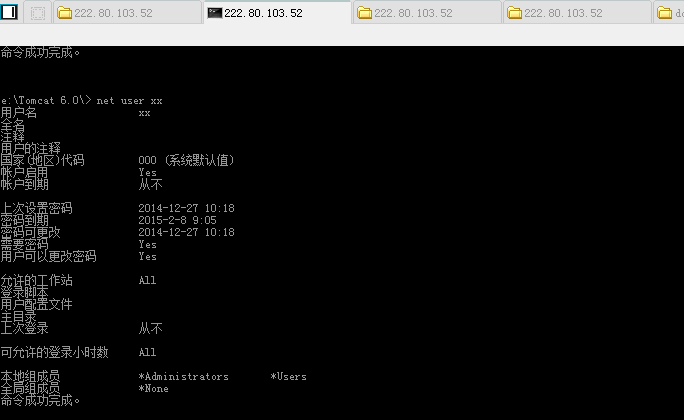 222.80.103.52 222.80.103.52 222.80.103.52 222.80.103.52
命令成功完成。
e:\Tomcat 6.0\> net user xx
用户名 xx
全名
注释
用户的注释
国家(地区)代码 000 (系统默认值)
帐户启用 Yes
帐户到期 从不
上次设置密码 2014-12-27 10:18
密码到期 2015-2-8 9:05
密码可更改 2014-12-27 10:18
需要密码 Yes
用户可以更改密码 Yes
允许的工作站 All
登录脚本
用户配置文件
主目录
上次登录 从不
可允许的登录小时数 All
本地组成员 *Administrators *Users
全局组成员 *None
命令成功完成。